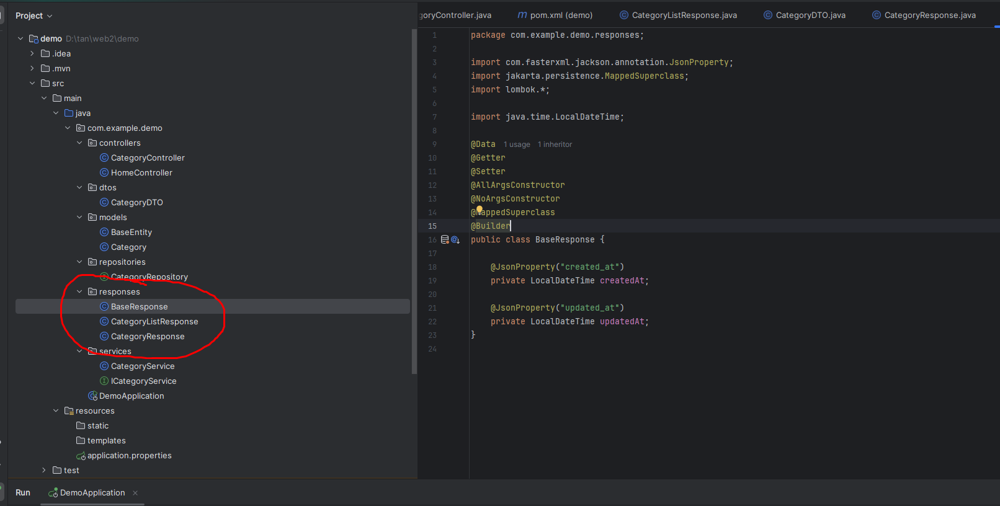 Project
demo D:\tan\web2\demo
.idea
.mvn
src
main
java
com.example.demo
controllers
CategoryController
HomeController
dtos
CategoryDTO
models
BaseEntity
Category
repositories
CategoryRepository
responses
BaseResponse
CategoryListResponse
CategoryResponse
services
CategoryService
ICategoryService
DemoApplication
resources
static
templates
application.properties
test
goryController.java
pom.xml (demo)
CategoryListResponse.java
CategoryDTO.java
CategoryResponse.java
1 package com.example.demo.responses;
2
3 import com.fasterxml.jackson.annotation.JsonProperty;
4 import jakarta.persistence.MappedSuperclass;
5 import lombok.*;
6
7 import java.time.LocalDateTime;
8
9 @Data 1 usage 1 inheritor
10 @Getter
11 @Setter
12 @AllArgsConstructor
13 @NoArgsConstructor
14 @MappedSuperclass
15 @Builder
16 public class BaseResponse {
17
18 @JsonProperty("created_at")
19 private LocalDateTime createdAt;
20
21 @JsonProperty("updated_at")
22 private LocalDateTime updatedAt;
23 }
24
Run
DemoApplication